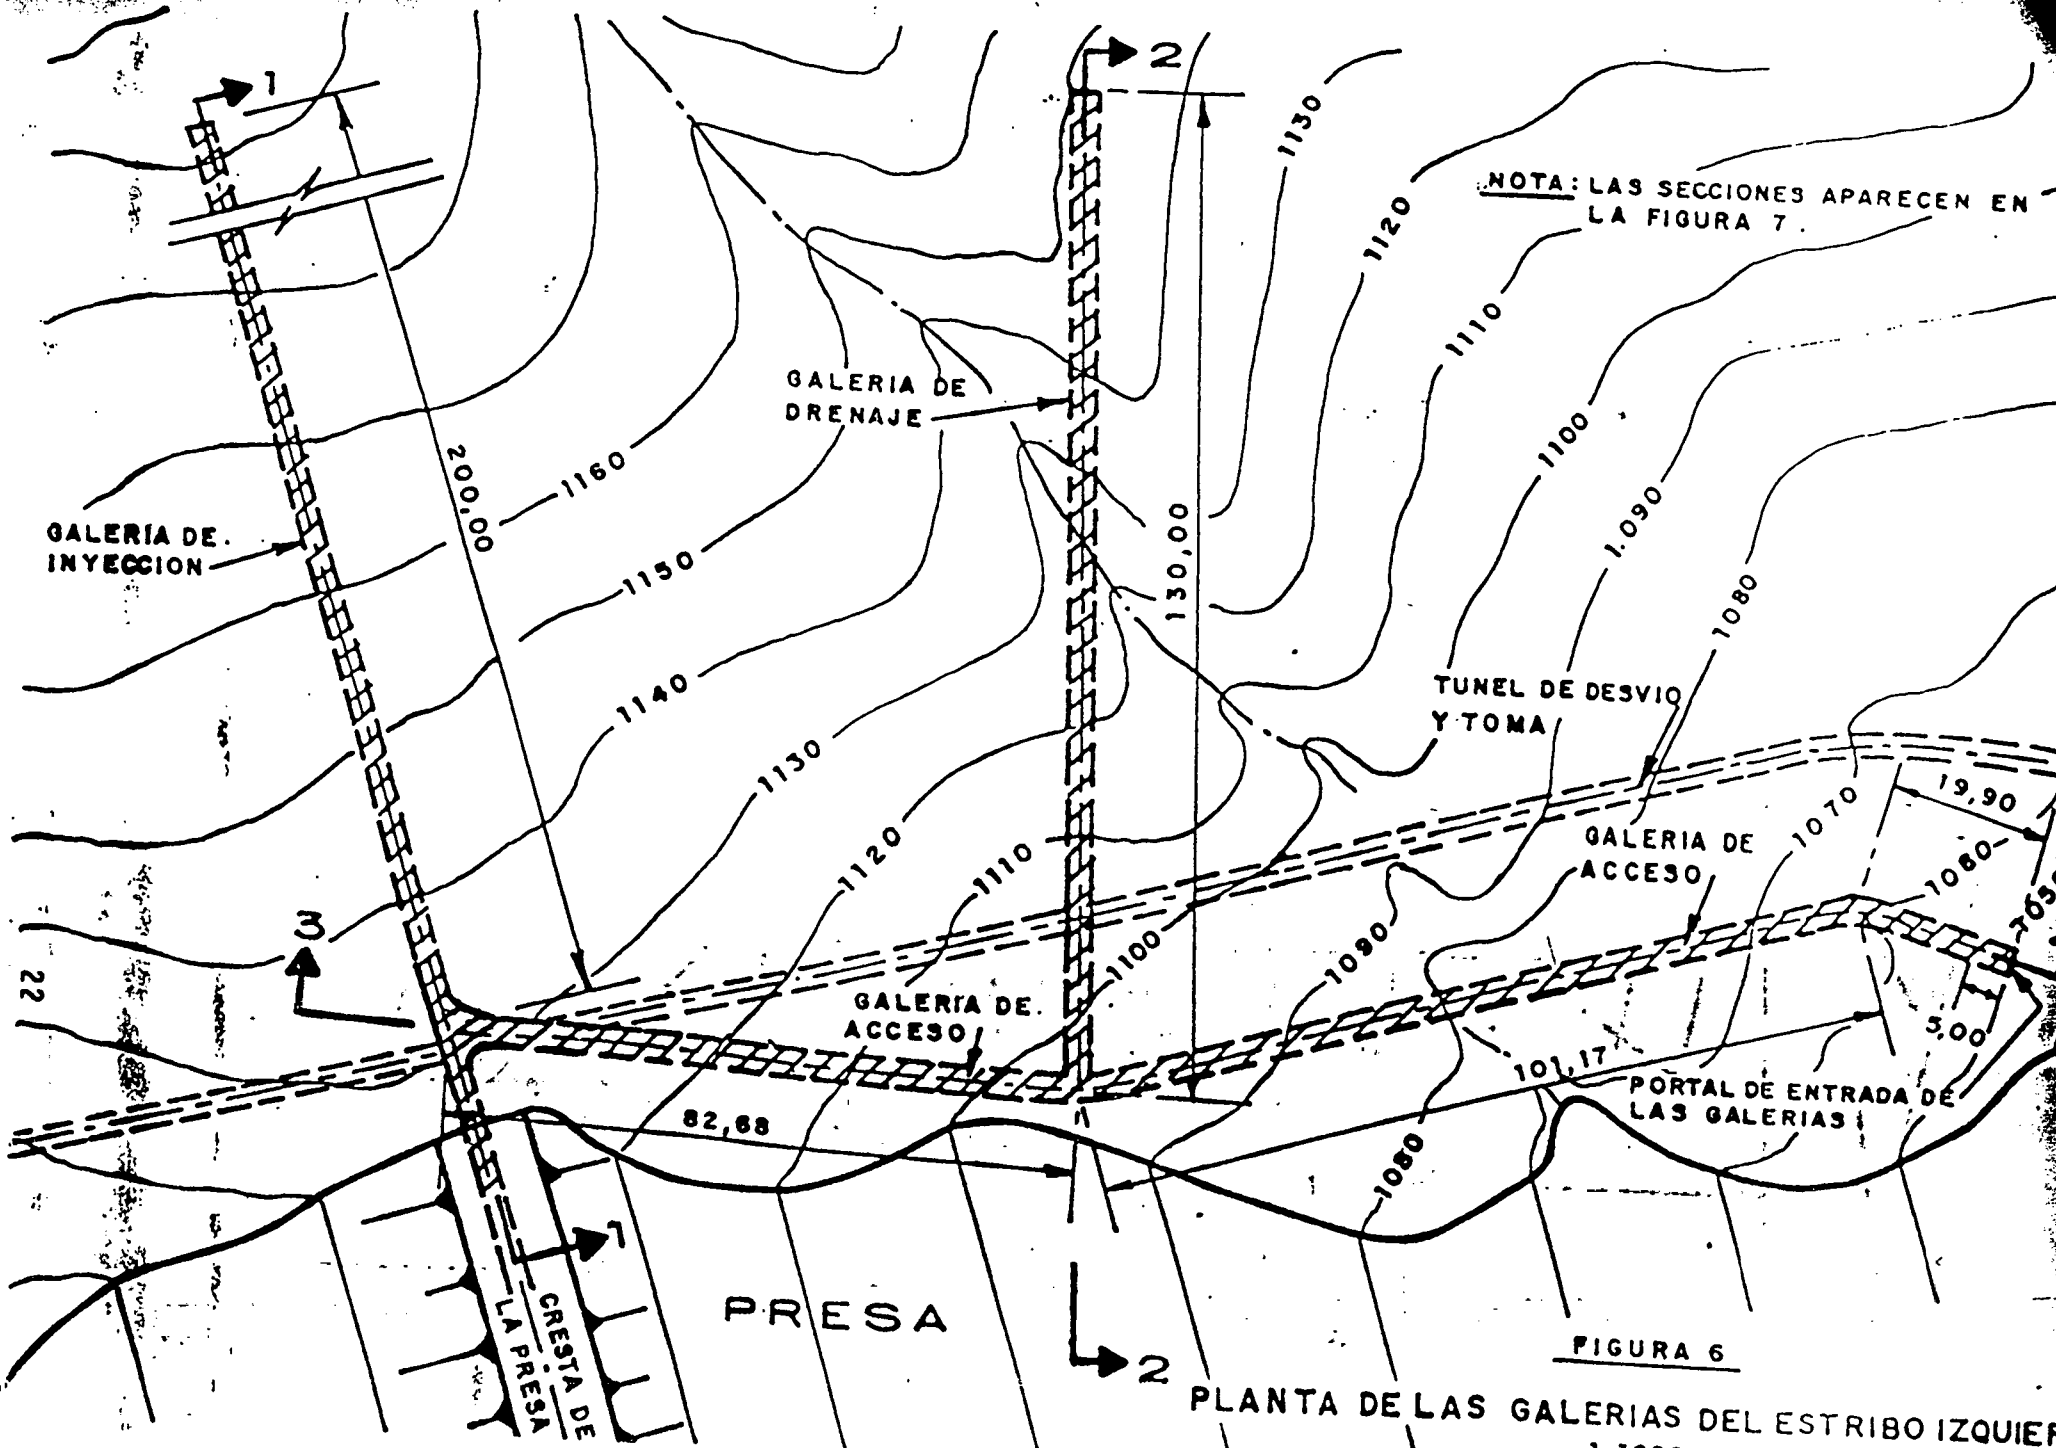 1
2
1130
NOTA: LAS SECCIONES APARECEN EN
LA FIGURA 7.
1120
1110
GALERIA DE
DRENAJE
1100
200,00
1160
1.090
GALERIA DE.
INYECCION
130,00
1150
1080
1140
TUNEL DE DESVIO
Y TOMA
1130
19,90
1070
1120
GALERIA DE
ACCESO
1110
1060
3
1100
1090
22
GALERIA DE.
ACCESO
5,00
101,17
PORTAL DE ENTRADA DE
LAS GALERIAS
82,68
1080
1
CRESTA DE
LA PRESA
PRESA
2
FIGURA 6
PLANTA DE LAS GALERIAS DEL ESTRIBO IZQUIER